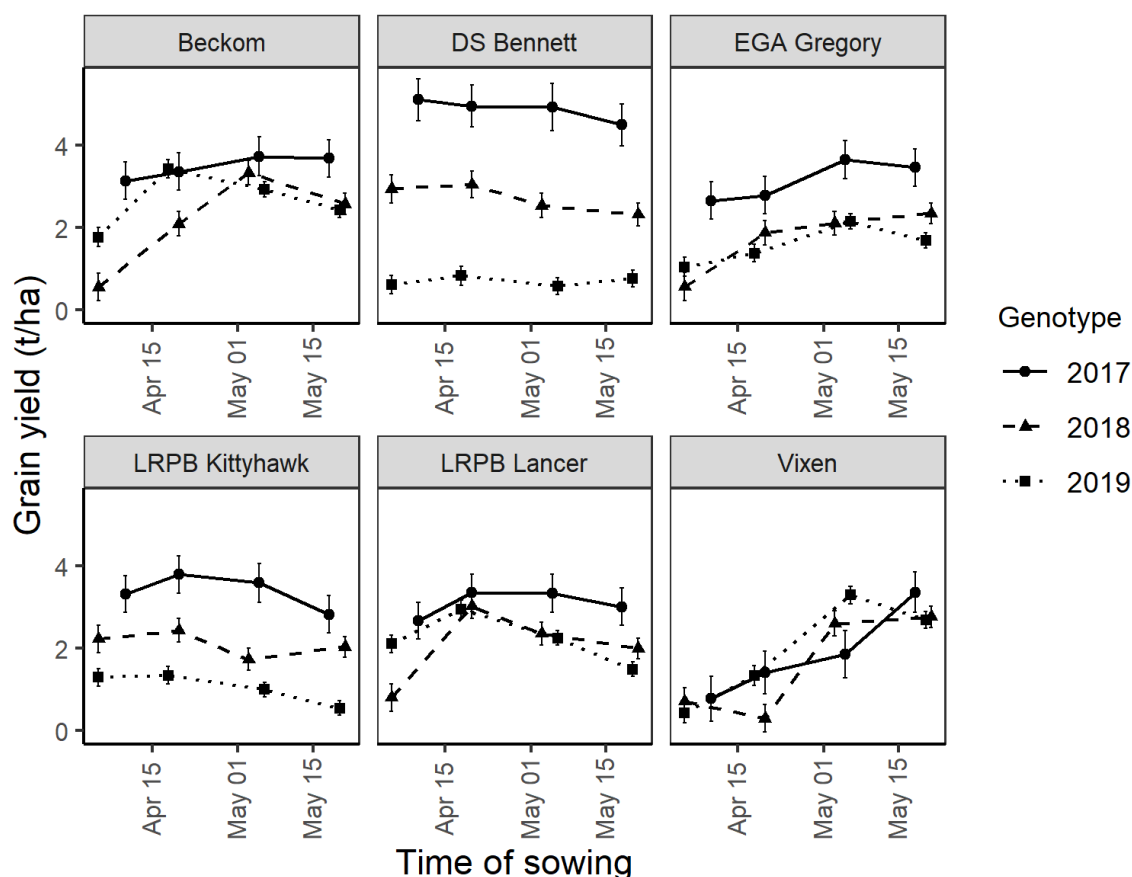 Beckom DS Bennett EGA Gregory
4
2
0
Apr 15 May 01 May 15 Apr 15 May 01 May 15 Apr 15 May 01 May 15
Grain yield (t/ha)
LRPB Kittyhawk LRPB Lancer Vixen
4
2
0
Apr 15 May 01 May 15 Apr 15 May 01 May 15 Apr 15 May 01 May 15
Time of sowing
Genotype
2017
2018
2019